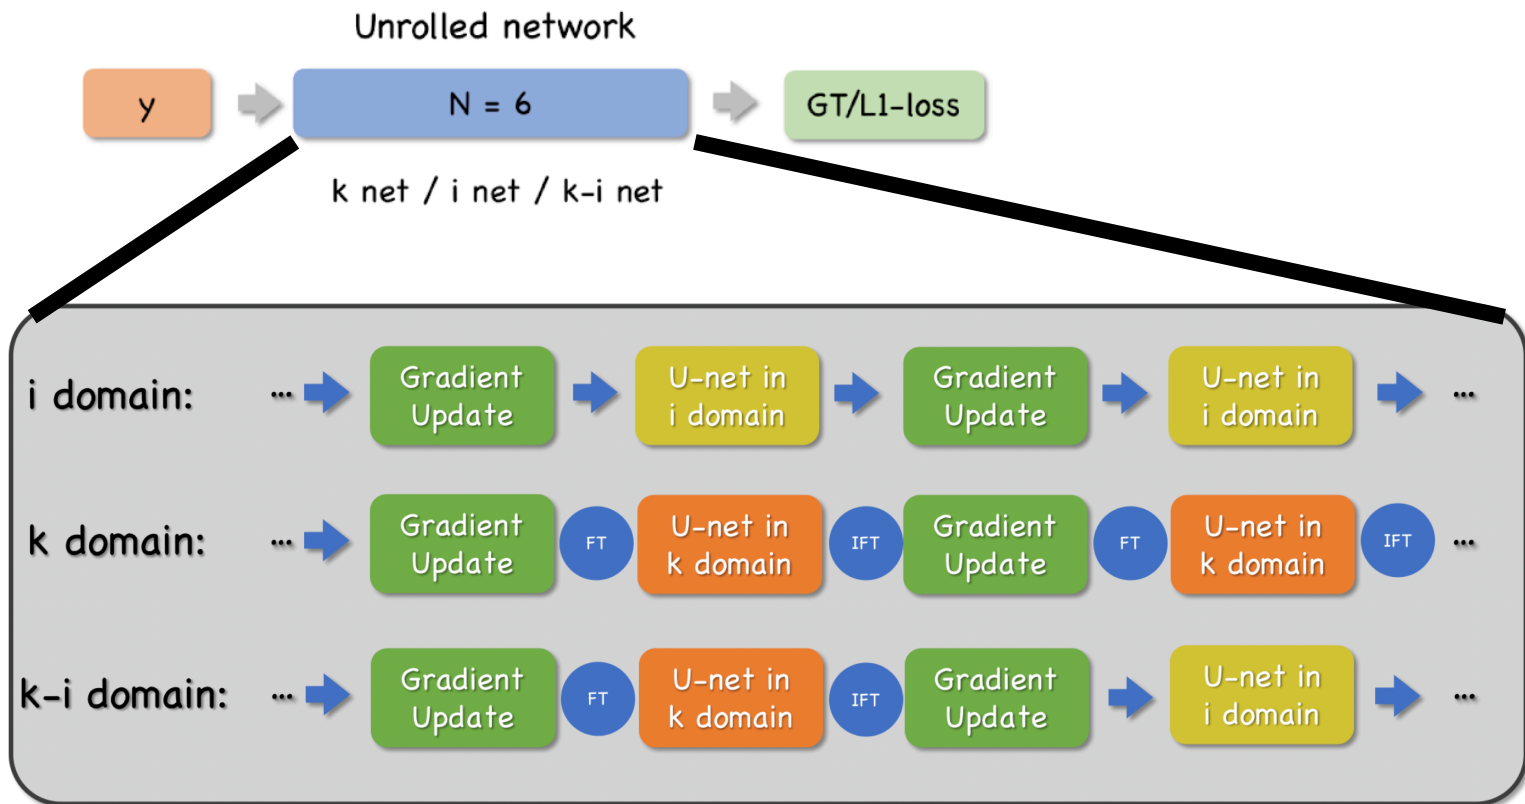 Unrolled network
y
N = 6
GT/L1-loss
k net / i net / k-i net
i domain:
...
Gradient
Update
U-net in
i domain
Gradient
Update
U-net in
i domain
...
k domain:
...
Gradient
Update
FT
U-net in
k domain
IFT
Gradient
Update
FT
U-net in
k domain
IFT
...
k-i domain:
...
Gradient
Update
FT
U-net in
k domain
IFT
Gradient
Update
U-net in
i domain
...